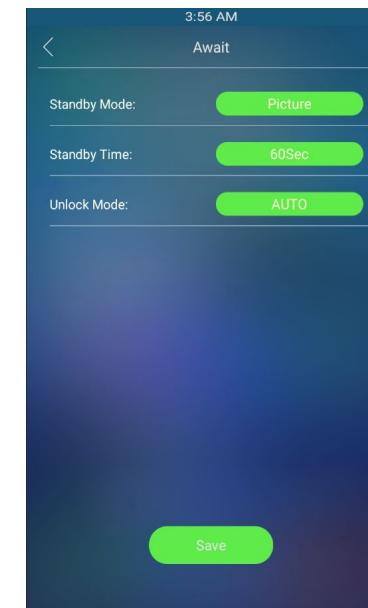 3:56 AM
Await
Standby Mode: Picture
Standby Time: 60Sec
Unlock Mode: AUTO
Save